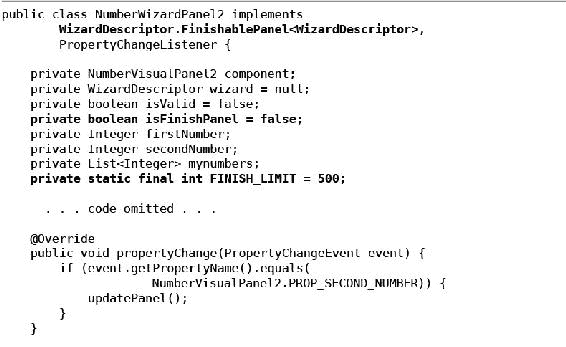 public class NumberWizardPanel2 implements
        WizardDescriptor.FinishablePanel<WizardDescriptor>,
        PropertyChangeListener {

    private NumberVisualPanel2 component;
    private WizardDescriptor wizard = null;
    private boolean isValid = false;
    private boolean isFinishPanel = false;
    private Integer firstNumber;
    private Integer secondNumber;
    private List<Integer> mynumbers;
    private static final int FINISH_LIMIT = 500;

      . . . code omitted . . .

    @Override
    public void propertyChange(PropertyChangeEvent event) {
        if (event.getPropertyName().equals(
                     NumberVisualPanel2.PROP_SECOND_NUMBER)) {
            updatePanel();
        }
    }